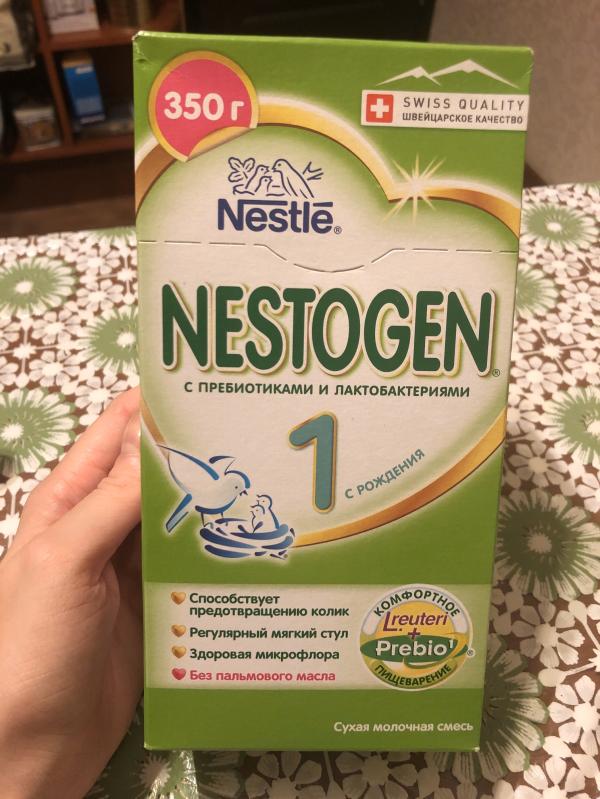 350 г
SWISS QUALITY
ШВЕЙЦАРСКОЕ КАЧЕСТВО
Nestlé®
NESTOGEN®
С ПРЕБИОТИКАМИ И ЛАКТОБАКТЕРИЯМИ
1
С РОЖДЕНИЯ
Способствует
предотвращению колик
Регулярный мягкий стул
Здоровая микрофлора
Без пальмового масла
КОМФОРТНОЕ
L.reuteri
+
Prebio1®
ПИЩЕВАРЕНИЕ
Сухая молочная смесь